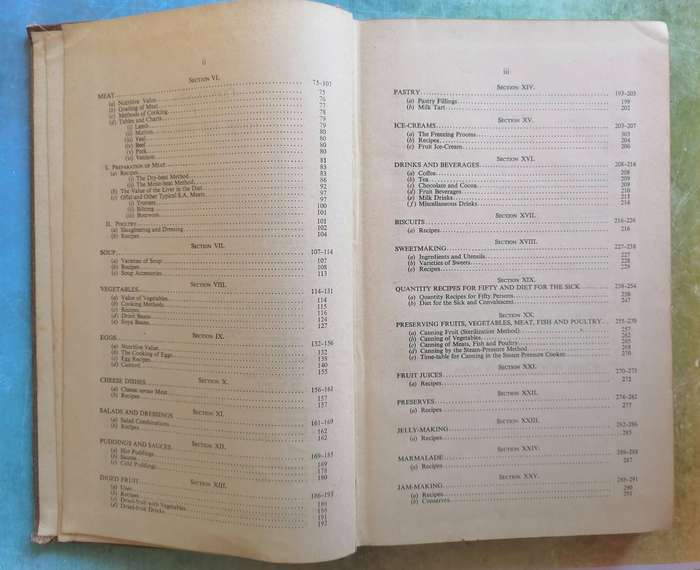 ii
SECTION VI.
MEAT 75-107
(a) Nutritive Value 75
(b) Grading of Meat 76
(c) Methods of Cooking 77
(d) Tables and Charts 78
(i) Lamb 79
(ii) Mutton 79
(iii) Veal 80
(iv) Beef 80
(v) Pork 80
(vi) Venison 80
I. PREPARATION OF MEAT 81
(a) Recipes 83
(i) The Dry-heat Method 83
(ii) The Moist-heat Method 86
(b) The Value of the Liver in the Diet 92
(c) Offal and Other Typical S.A. Meats 97
(i) Trotters 97
(ii) Biltong 100
(iii) Boerwors 101
II. POULTRY 101
(a) Slaughtering and Dressing 102
(b) Recipes 104
SECTION VII.
SOUP 107-114
(a) Varieties of Soup 107
(b) Recipes 108
(c) Soup Accessories 113
SECTION VIII.
VEGETABLES 114-131
(a) Value of Vegetables 114
(b) Cooking Methods 115
(c) Recipes 116
(d) Dried Beans 124
(e) Soya Beans 127
SECTION IX.
EGGS 132-156
(a) Nutritive Value 132
(b) The Cooking of Eggs 138
(c) Egg Recipes 140
(d) Custard 155
SECTION X.
CHEESE DISHES 156-161
(a) Cheese versus Meat 157
(b) Recipes 157
SECTION XI.
SALADS AND DRESSINGS 161-169
(a) Salad Combinations 162
(b) Recipes 162
SECTION XII.
PUDDINGS AND SAUCES 169-185
(a) Hot Puddings 169
(b) Sauces 178
(c) Cold Puddings 180
SECTION XIII.
DRIED FRUIT 186-193
(a) Uses 186
(b) Recipes
(c) Dried-fruit with Vegetables 191
(d) Dried-fruit Drinks 192
iii
SECTION XIV.
PASTRY 193-203
(a) Pastry Fillings 199
(b) Milk Tart 202
SECTION XV.
ICE-CREAMS 203-207
(a) The Freezing Process 203
(b) Recipes 204
(c) Fruit Ice-Cream 206
SECTION XVI.
DRINKS AND BEVERAGES 208-216
(a) Coffee 208
(b) Tea 209
(c) Chocolate and Cocoa 209
(d) Fruit Beverages 210
(e) Milk Drinks 213
(f) Miscellaneous Drinks 214
SECTION XVII.
BISCUITS 216-226
(a) Recipes 216
SECTION XVIII.
SWEETMAKING 227-238
(a) Ingredients and Utensils 227
(b) Varieties of Sweets 228
(c) Recipes 229
SECTION XIX.
QUANTITY RECIPES FOR FIFTY AND DIET FOR THE SICK 239-254
(a) Quantity Recipes for Fifty Persons
(b) Diet for the Sick and Convalescent 247
SECTION XX.
PRESERVING FRUITS, VEGETABLES, MEAT, FISH AND POULTRY 255-270
(a) Canning Fruit (Sterilization Method) 257
(b) Canning of Vegetables 262
(c) Canning of Meats, Fish and Poultry 265
(d) Canning by the Steam-Pressure Method 268
(e) Time-table for Canning in the Steam Pressure Cooker 270
SECTION XXI.
FRUIT JUICES 270-273
(a) Recipes 272
SECTION XXII.
PRESERVES 274-282
(a) Recipes 277
SECTION XXIII.
JELLY-MAKING 282-286
(a) Recipes 285
SECTION XXIV.
MARMALADE 286-288
(a) Recipes 287
SECTION XXV.
JAM-MAKING 288-291
(a) Recipes 290
(b) Conserves 291